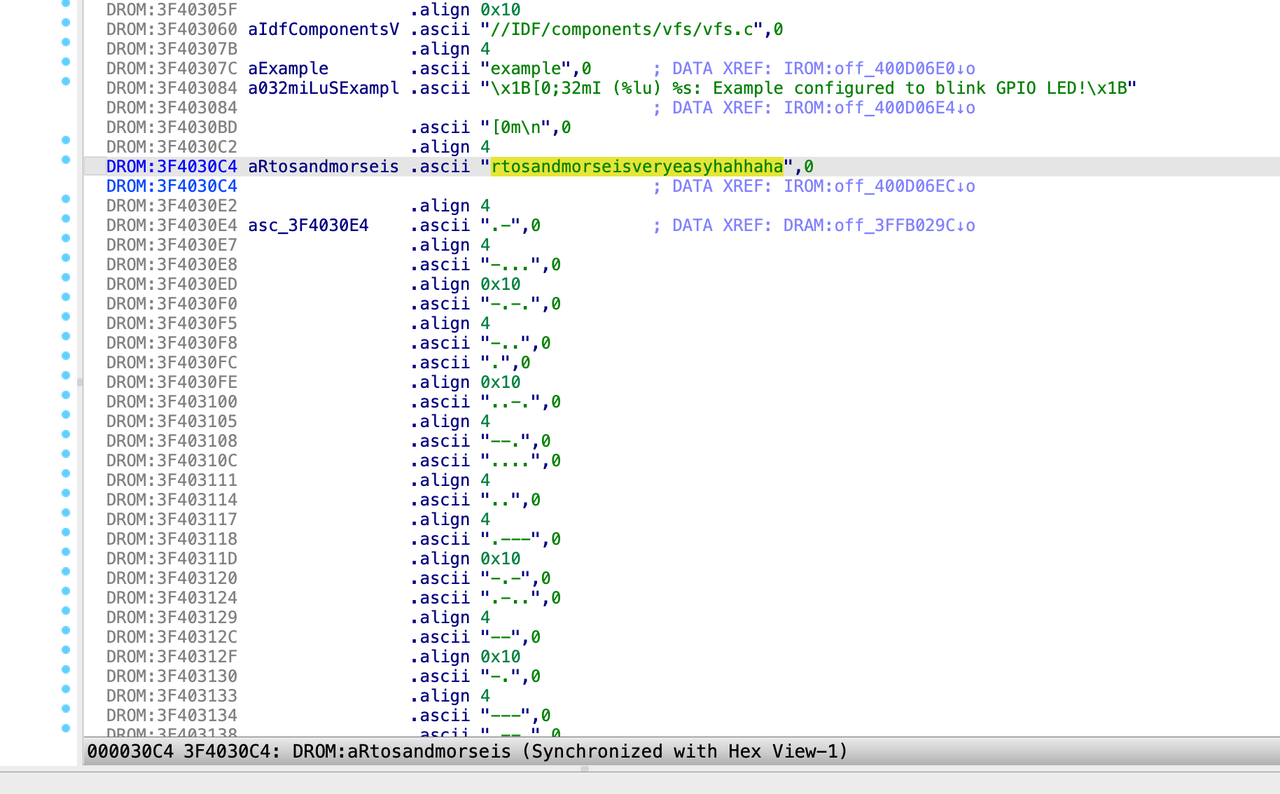 DROM:3F40305F .align 0x10
DROM:3F403060 aIdfComponentsV .ascii "//IDF/components/vfs/vfs.c",0
DROM:3F40307B .align 4
DROM:3F40307C aExample .ascii "example",0 ; DATA XREF: IROM:off_400D06E0↓o
DROM:3F403084 a032miLuSExampl .ascii "\x1B[0;32mI (%lu) %s: Example configured to blink GPIO LED!\x1B"
DROM:3F403084 ; DATA XREF: IROM:off_400D06E4↓o
DROM:3F4030BD .ascii "[0m\n",0
DROM:3F4030C2 .align 4
DROM:3F4030C4 aRtosandmorseis .ascii "rtosandmorseisveryeasyhahhaha",0
DROM:3F4030C4 ; DATA XREF: IROM:off_400D06EC↓o
DROM:3F4030E2 .align 4
DROM:3F4030E4 asc_3F4030E4 .ascii ".-",0 ; DATA XREF: DRAM:off_3FFB029C↓o
DROM:3F4030E7 .align 4
DROM:3F4030E8 .ascii "-...",0
DROM:3F4030ED .align 0x10
DROM:3F4030F0 .ascii "-.-.",0
DROM:3F4030F5 .align 4
DROM:3F4030F8 .ascii "-..",0
DROM:3F4030FC .ascii ".",0
DROM:3F4030FE .align 0x10
DROM:3F403100 .ascii "..-.",0
DROM:3F403105 .align 4
DROM:3F403108 .ascii "--.",0
DROM:3F40310C .ascii "....",0
DROM:3F403111 .align 4
DROM:3F403114 .ascii "..",0
DROM:3F403117 .align 4
DROM:3F403118 .ascii ".---",0
DROM:3F40311D .align 0x10
DROM:3F403120 .ascii "-.-",0
DROM:3F403124 .ascii ".-..",0
DROM:3F403129 .align 4
DROM:3F40312C .ascii "--",0
DROM:3F40312F .align 0x10
DROM:3F403130 .ascii "-.",0
DROM:3F403133 .align 4
DROM:3F403134 .ascii "---",0
DROM:3F403138 .ascii ".--.",0
000030C4 3F4030C4: DROM:aRtosandmorseis (Synchronized with Hex View-1)